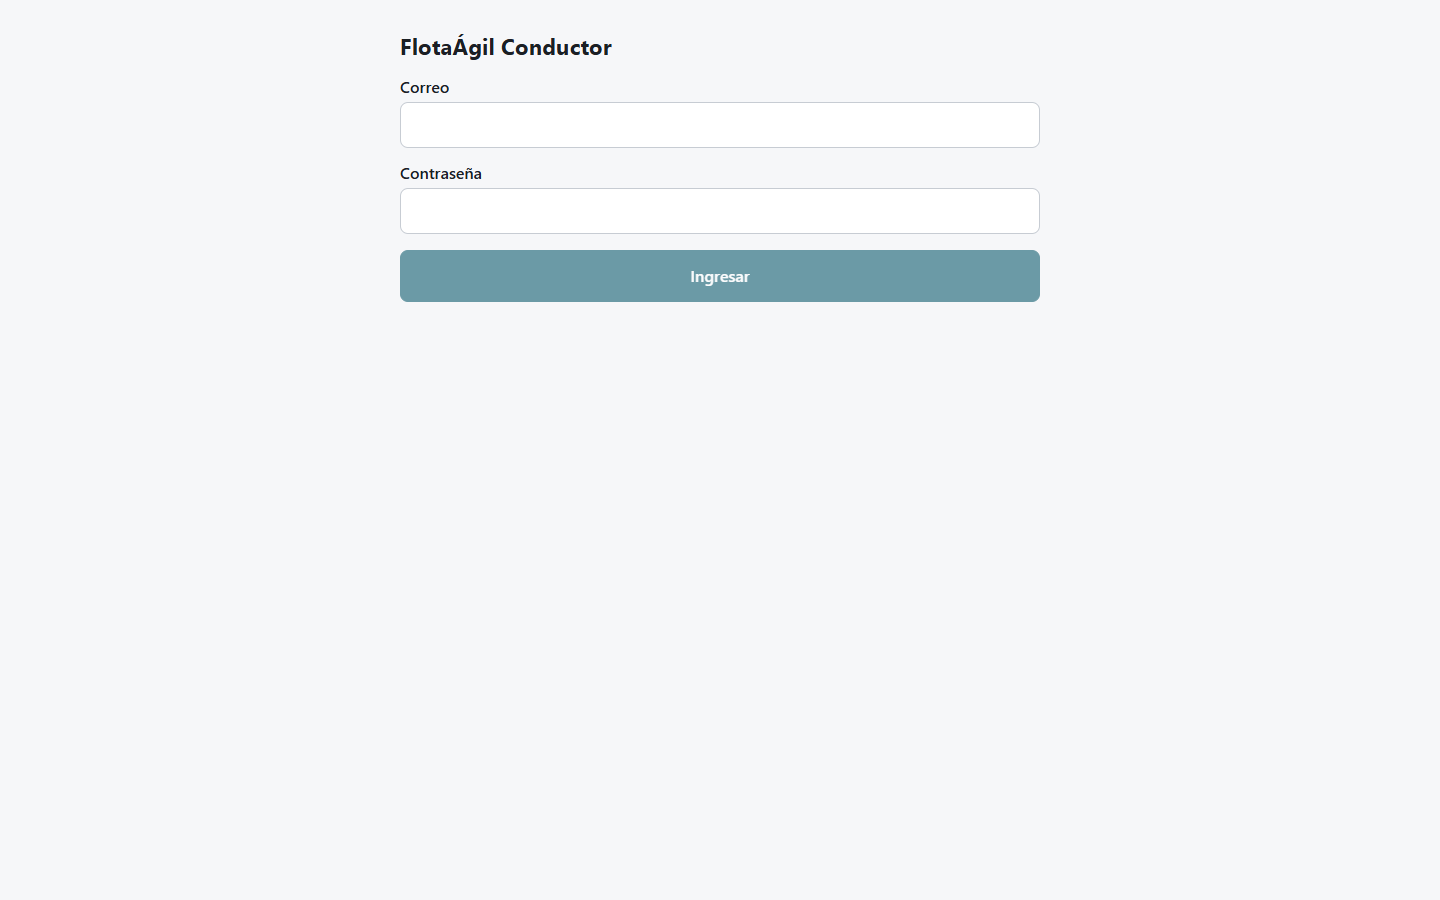 FlotaÁgil Conductor
Correo
Contraseña
Ingresar